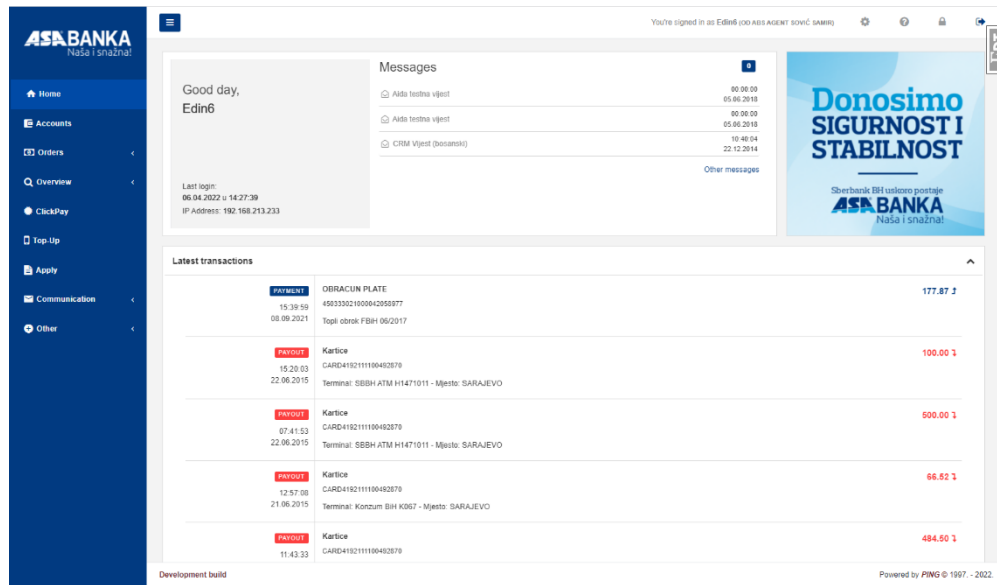 ASA BANKA
Naša i snažna!
You're signed in as Edin6 (OD ABS AGENT SOVIĆ SAMIR)
Home
Accounts
Orders
Overview
ClickPay
Top-Up
Apply
Communication
Other
Good day,
Edin6
Last login:
06.04.2022 u 14:27:39
IP Address: 192.168.213.233
Messages
0
Aida testna vijest
00:00:00
05.06.2018
Aida testna vijest
00:00:00
05.06.2018
CRM Vijest (bosanski)
10:40:04
22.12.2014
Other messages
Donosimo
SIGURNOST I
STABILNOST
Sberbank BH uskoro postaje
ASA BANKA
Naša i snažna!
Latest transactions
PAYMENT
15:39:59
08.09.2021
OBRACUN PLATE
450333021000042058977
Topli obrok FBiH 06/2017
177.87
PAYOUT
15:20:03
22.06.2015
Kartice
CARD4192111100492870
Terminal: SBBH ATM H1471011 - Mjesto: SARAJEVO
100.00
PAYOUT
07:41:53
22.06.2015
Kartice
CARD4192111100492870
Terminal: SBBH ATM H1471011 - Mjesto: SARAJEVO
500.00
PAYOUT
12:57:08
21.06.2015
Kartice
CARD4192111100492870
Terminal: Konzum BiH K067 - Mjesto: SARAJEVO
66.52
PAYOUT
11:43:33
Kartice
CARD4192111100492870
484.50
Development build
Powered by PING © 1997. - 2022.